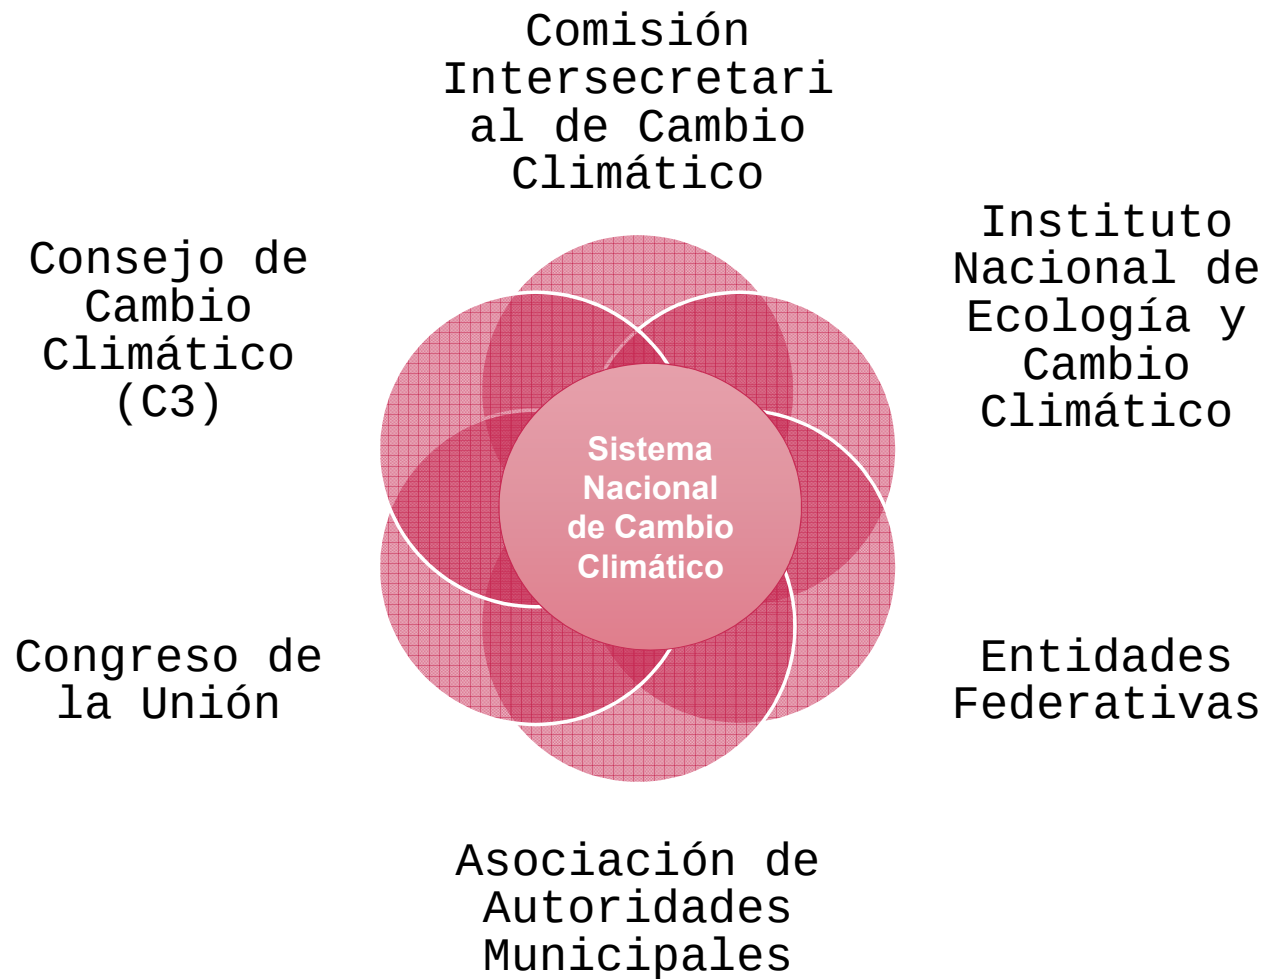 Comisión
Intersecretari
al de Cambio
Climático
Instituto
Nacional de
Ecología y
Cambio
Climático
Entidades
Federativas
Asociación de
Autoridades
Municipales
Congreso de
la Unión
Consejo de
Cambio
Climático
(C3)
Sistema
Nacional
de Cambio
Climático